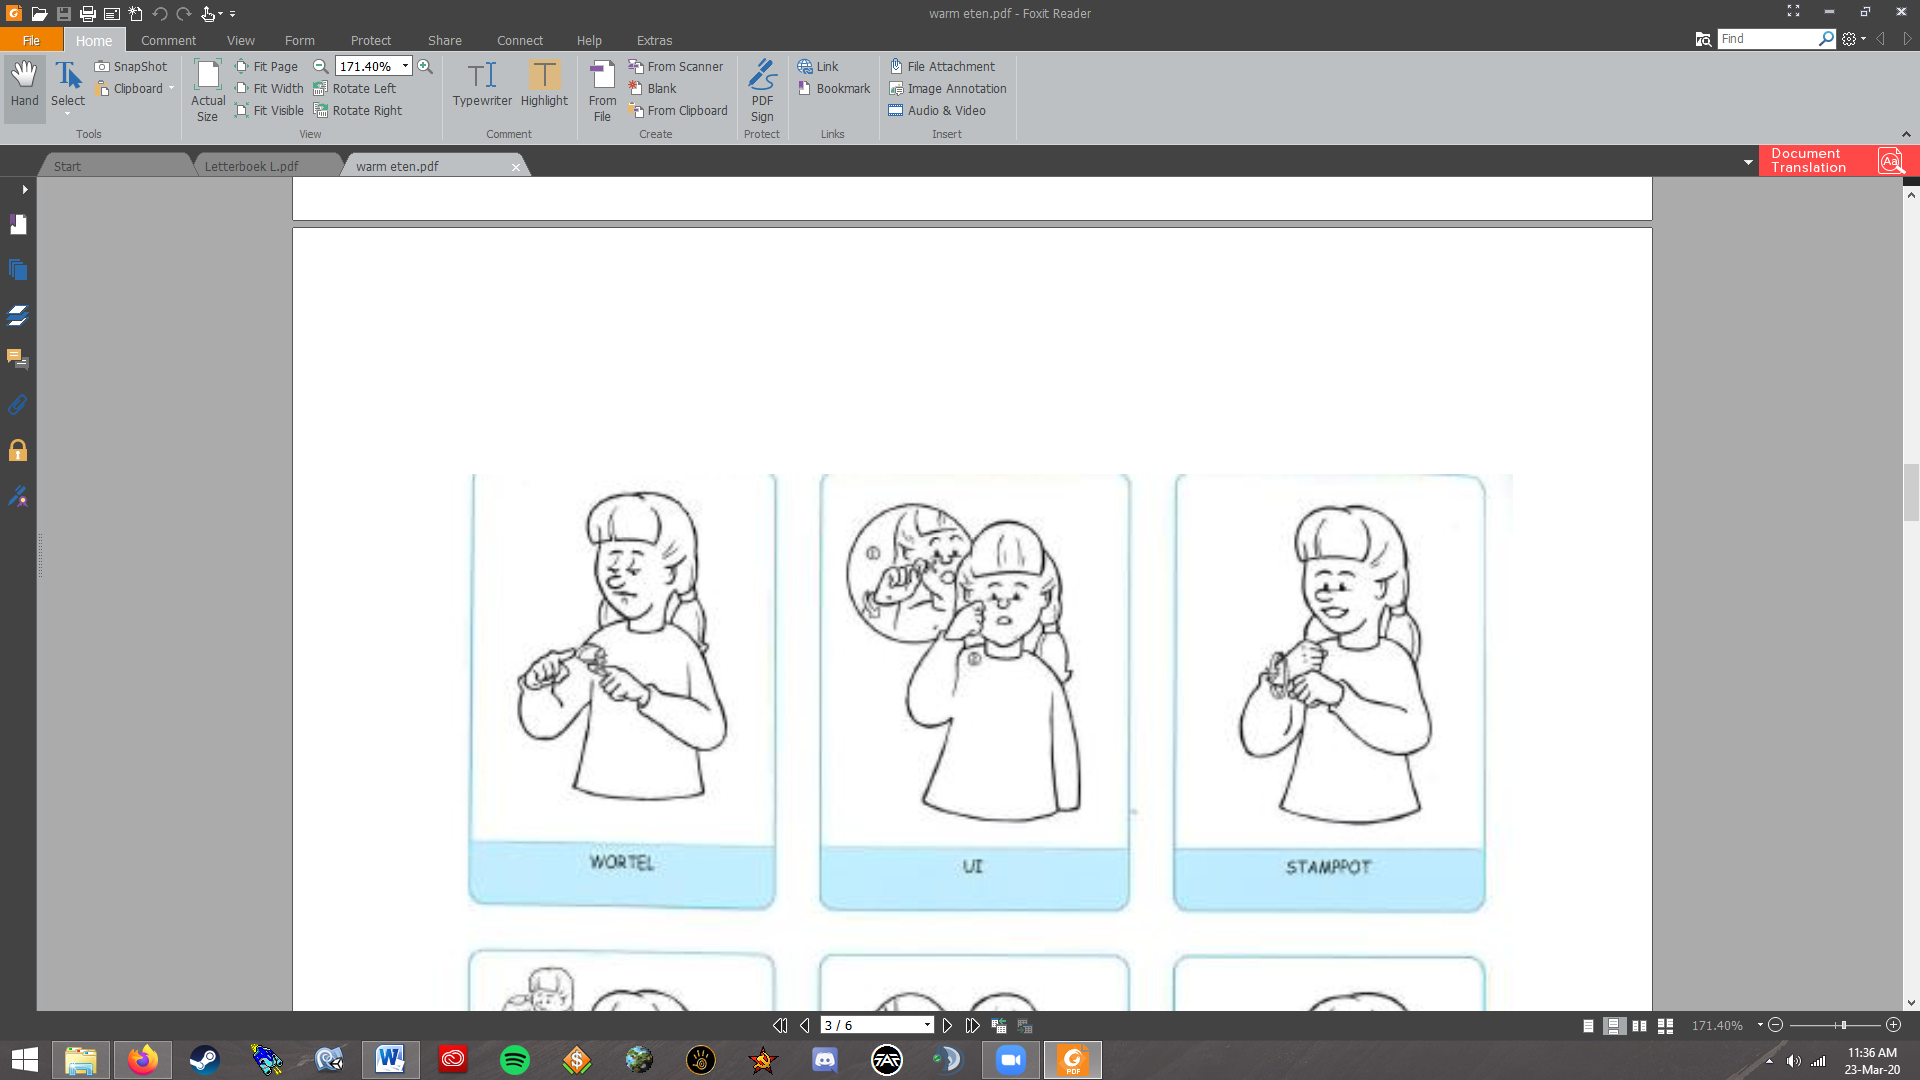 warm eten.pdf - Foxit Reader
File Home Comment View Form Protect Share Connect Help Extras
Find
Hand
Select
SnapShot
Clipboard
Tools
Actual Size
Fit Page
Fit Width
Fit Visible
171.40%
Rotate Left
Rotate Right
View
Typewriter
Highlight
Comment
From File
From Scanner
Blank
From Clipboard
Create
PDF Sign
Protect
Link
Bookmark
Links
File Attachment
Image Annotation
Audio & Video
Insert
Start
Letterboek L.pdf
warm eten.pdf
Document
Translation
WORTEL
UI
STAMPPOT
3 / 6
171.40%
11:36 AM
23-Mar-20